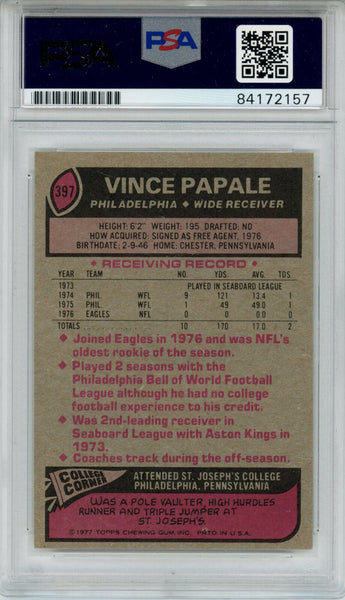 PSA
PSA
84172157
397
VINCE PAPALE
PHILADELPHIA ◆ WIDE RECEIVER
HEIGHT: 6'2" WEIGHT: 195 DRAFTED: NO
HOW ACQUIRED: SIGNED AS FREE AGENT, 1976
BIRTHDATE: 2-9-46 HOME: CHESTER, PENNSYLVANIA
• RECEIVING RECORD •
YEAR TEAM NO. YDS. AVG. TDS
1973 PLAYED IN SEABOARD LEAGUE
1974 PHIL WFL 9 121 13.4 1
1975 PHIL WFL 1 49 49.0 1
1976 EAGLES NFL NO RECORD
TOTALS 10 170 17.0 2
◆ Joined Eagles in 1976 and was NFL's
oldest rookie of the season.
◆ Played 2 seasons with the
Philadelphia Bell of World Football
League although he had no college
football experience to his credit.
◆ Was 2nd-leading receiver in
Seaboard League with Aston Kings in
1973.
◆ Coaches track during the off-season.
COLLEGE
CORNER
ATTENDED ST. JOSEPH'S COLLEGE
PHILADELPHIA, PENNSYLVANIA
WAS A POLE VAULTER, HIGH HURDLES
RUNNER AND TRIPLE JUMPER AT
ST. JOSEPH'S.
©1977 TOPPS CHEWING GUM, INC. PRTD IN U.S.A.